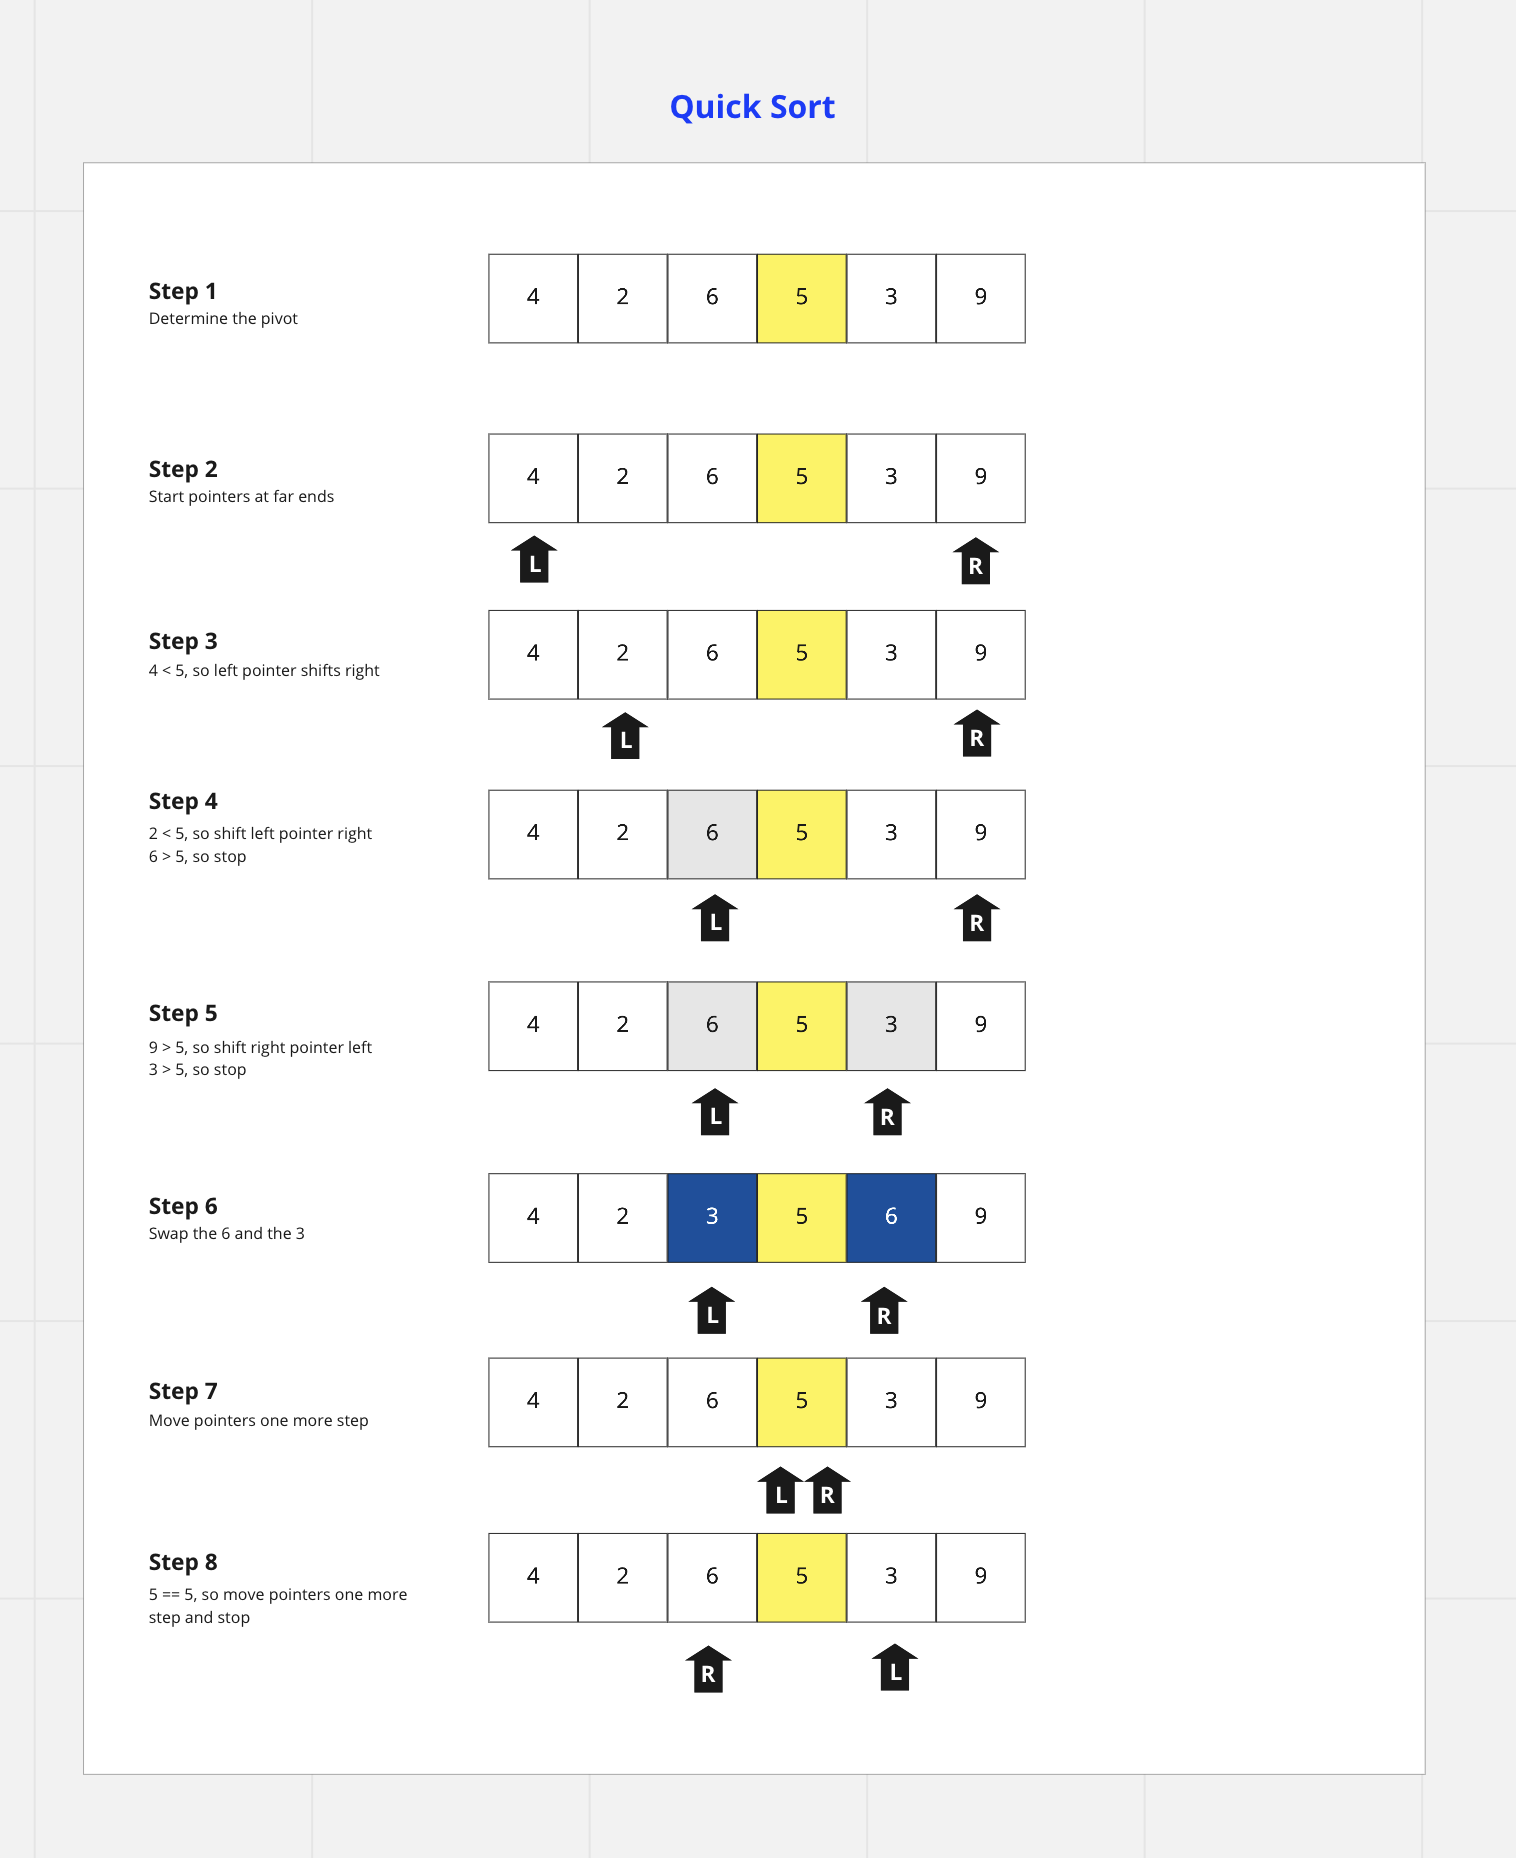 Quick Sort
Step 1
Determine the pivot
4 2 6 5 3 9
Step 2
Start pointers at far ends
4 2 6 5 3 9
L R
Step 3
4 < 5, so left pointer shifts right
4 2 6 5 3 9
L R
Step 4
2 < 5, so shift left pointer right
6 > 5, so stop
4 2 6 5 3 9
L R
Step 5
9 > 5, so shift right pointer left
3 > 5, so stop
4 2 6 5 3 9
L R
Step 6
Swap the 6 and the 3
4 2 3 5 6 9
L R
Step 7
Move pointers one more step
4 2 6 5 3 9
L R
Step 8
5 == 5, so move pointers one more
step and stop
4 2 6 5 3 9
R L